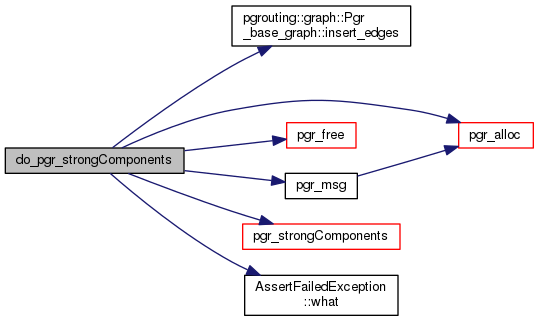 pgrouting::graph::Pgr
_base_graph::insert_edges
pgr_free
pgr_alloc
do_pgr_strongComponents
pgr_msg
pgr_strongComponents
AssertFailedException
::what